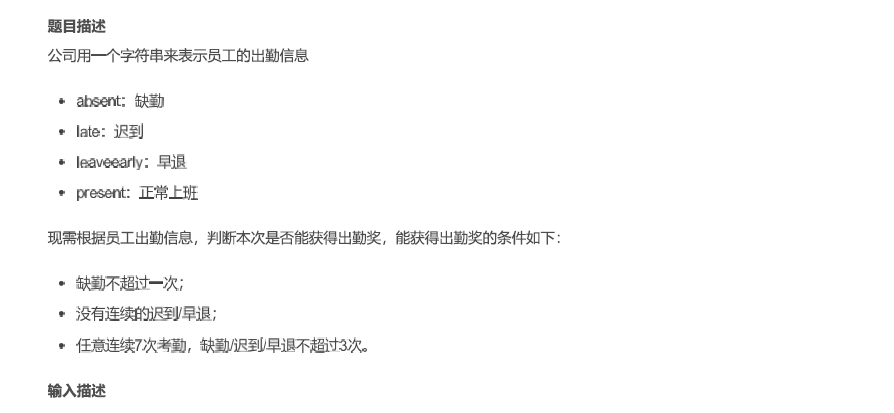 题目描述
公司用一个字符串来表示员工的出勤信息
absent：缺勤
late：迟到
leaveearly：早退
present：正常上班
现需根据员工出勤信息，判断本次是否能获得出勤奖，能获得出勤奖的条件如下：
缺勤不超过一次；
没有连续的迟到/早退；
任意连续7次考勤，缺勤/迟到/早退不超过3次。
输入描述